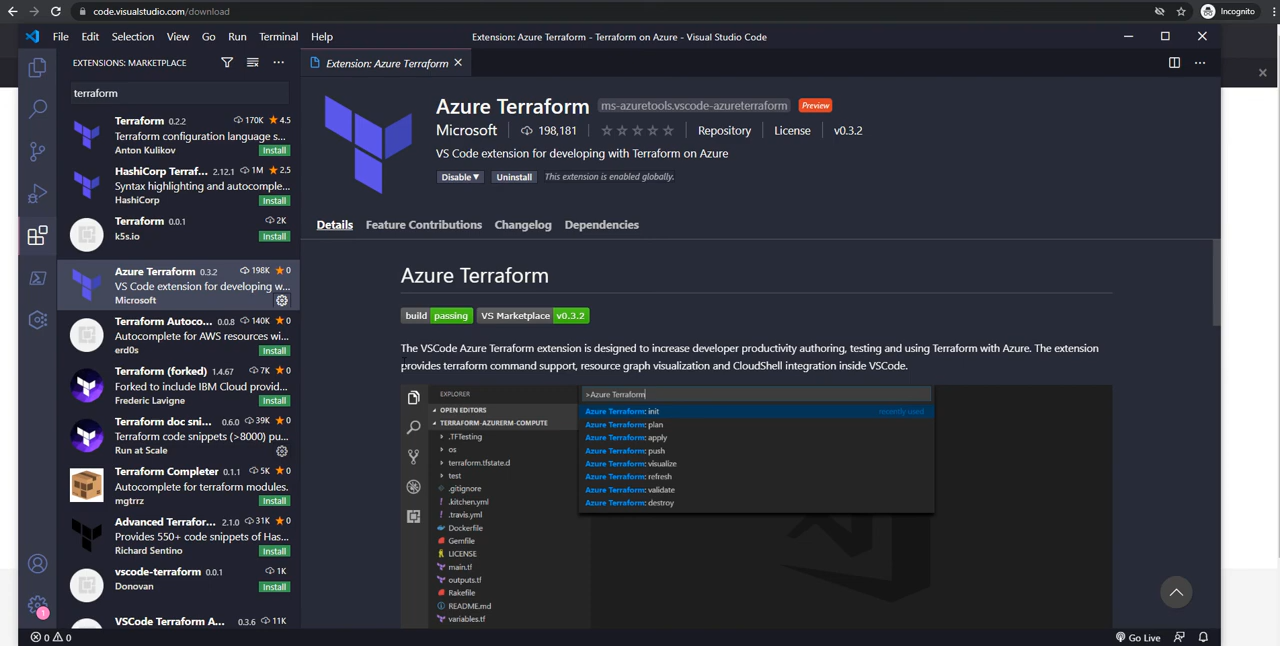 code.visualstudio.com/download
Incognito
File Edit Selection View Go Run Terminal Help
Extension: Azure Terraform - Terraform on Azure - Visual Studio Code
EXTENSIONS: MARKETPLACE
terraform
Terraform 0.2.2 170K 4.5
Terraform configuration language s...
Anton Kulikov Install
HashiCorp Terraf... 2.12.1 1M 2.5
Syntax highlighting and autocomple...
HashiCorp Install
Terraform 0.0.1 2K
k5s.io Install
Azure Terraform 0.3.2 198K 0
VS Code extension for developing w...
Microsoft
Terraform Autoco... 0.0.8 140K 0
Autocomplete for AWS resources wi...
erd0s Install
Terraform (forked) 1.4.67 7K 0
Forked to include IBM Cloud provid...
Frederic Lavigne Install
Terraform doc sni... 0.6.0 39K 0
Terraform code snippets (>8000) pu...
Run at Scale
Terraform Completer 0.1.1 5K 0
Autocomplete for terraform modules.
mgtrrz Install
Advanced Terrafor... 2.1.0 31K 0
Provides 550+ code snippets of Has...
Richard Sentino Install
vscode-terraform 0.0.1 1K
Donovan Install
VSCode Terraform A... 0.3.6 11K
1
Extension: Azure Terraform
Azure Terraform ms-azuretools.vscode-azureterraform Preview
Microsoft 198,181 Repository License v0.3.2
VS Code extension for developing with Terraform on Azure
Disable Uninstall This extension is enabled globally.
Details Feature Contributions Changelog Dependencies
Azure Terraform
build passing VS Marketplace v0.3.2
The VSCode Azure Terraform extension is designed to increase developer productivity authoring, testing and using Terraform with Azure. The extension
provides terraform command support, resource graph visualization and CloudShell integration inside VSCode.
EXPLORER
OPEN EDITORS
TERRAFORM-AZURERM-COMPUTE
.TFTesting
os
terraform.tfstate.d
test
.gitignore
.kitchen.yml
.travis.yml
Dockerfile
Gemfile
LICENSE
main.tf
outputs.tf
Rakefile
README.md
variables.tf
>Azure Terraform
Azure Terraform: init recently used
Azure Terraform: plan
Azure Terraform: apply
Azure Terraform: push
Azure Terraform: visualize
Azure Terraform: refresh
Azure Terraform: validate
Azure Terraform: destroy
0 0
Go Live